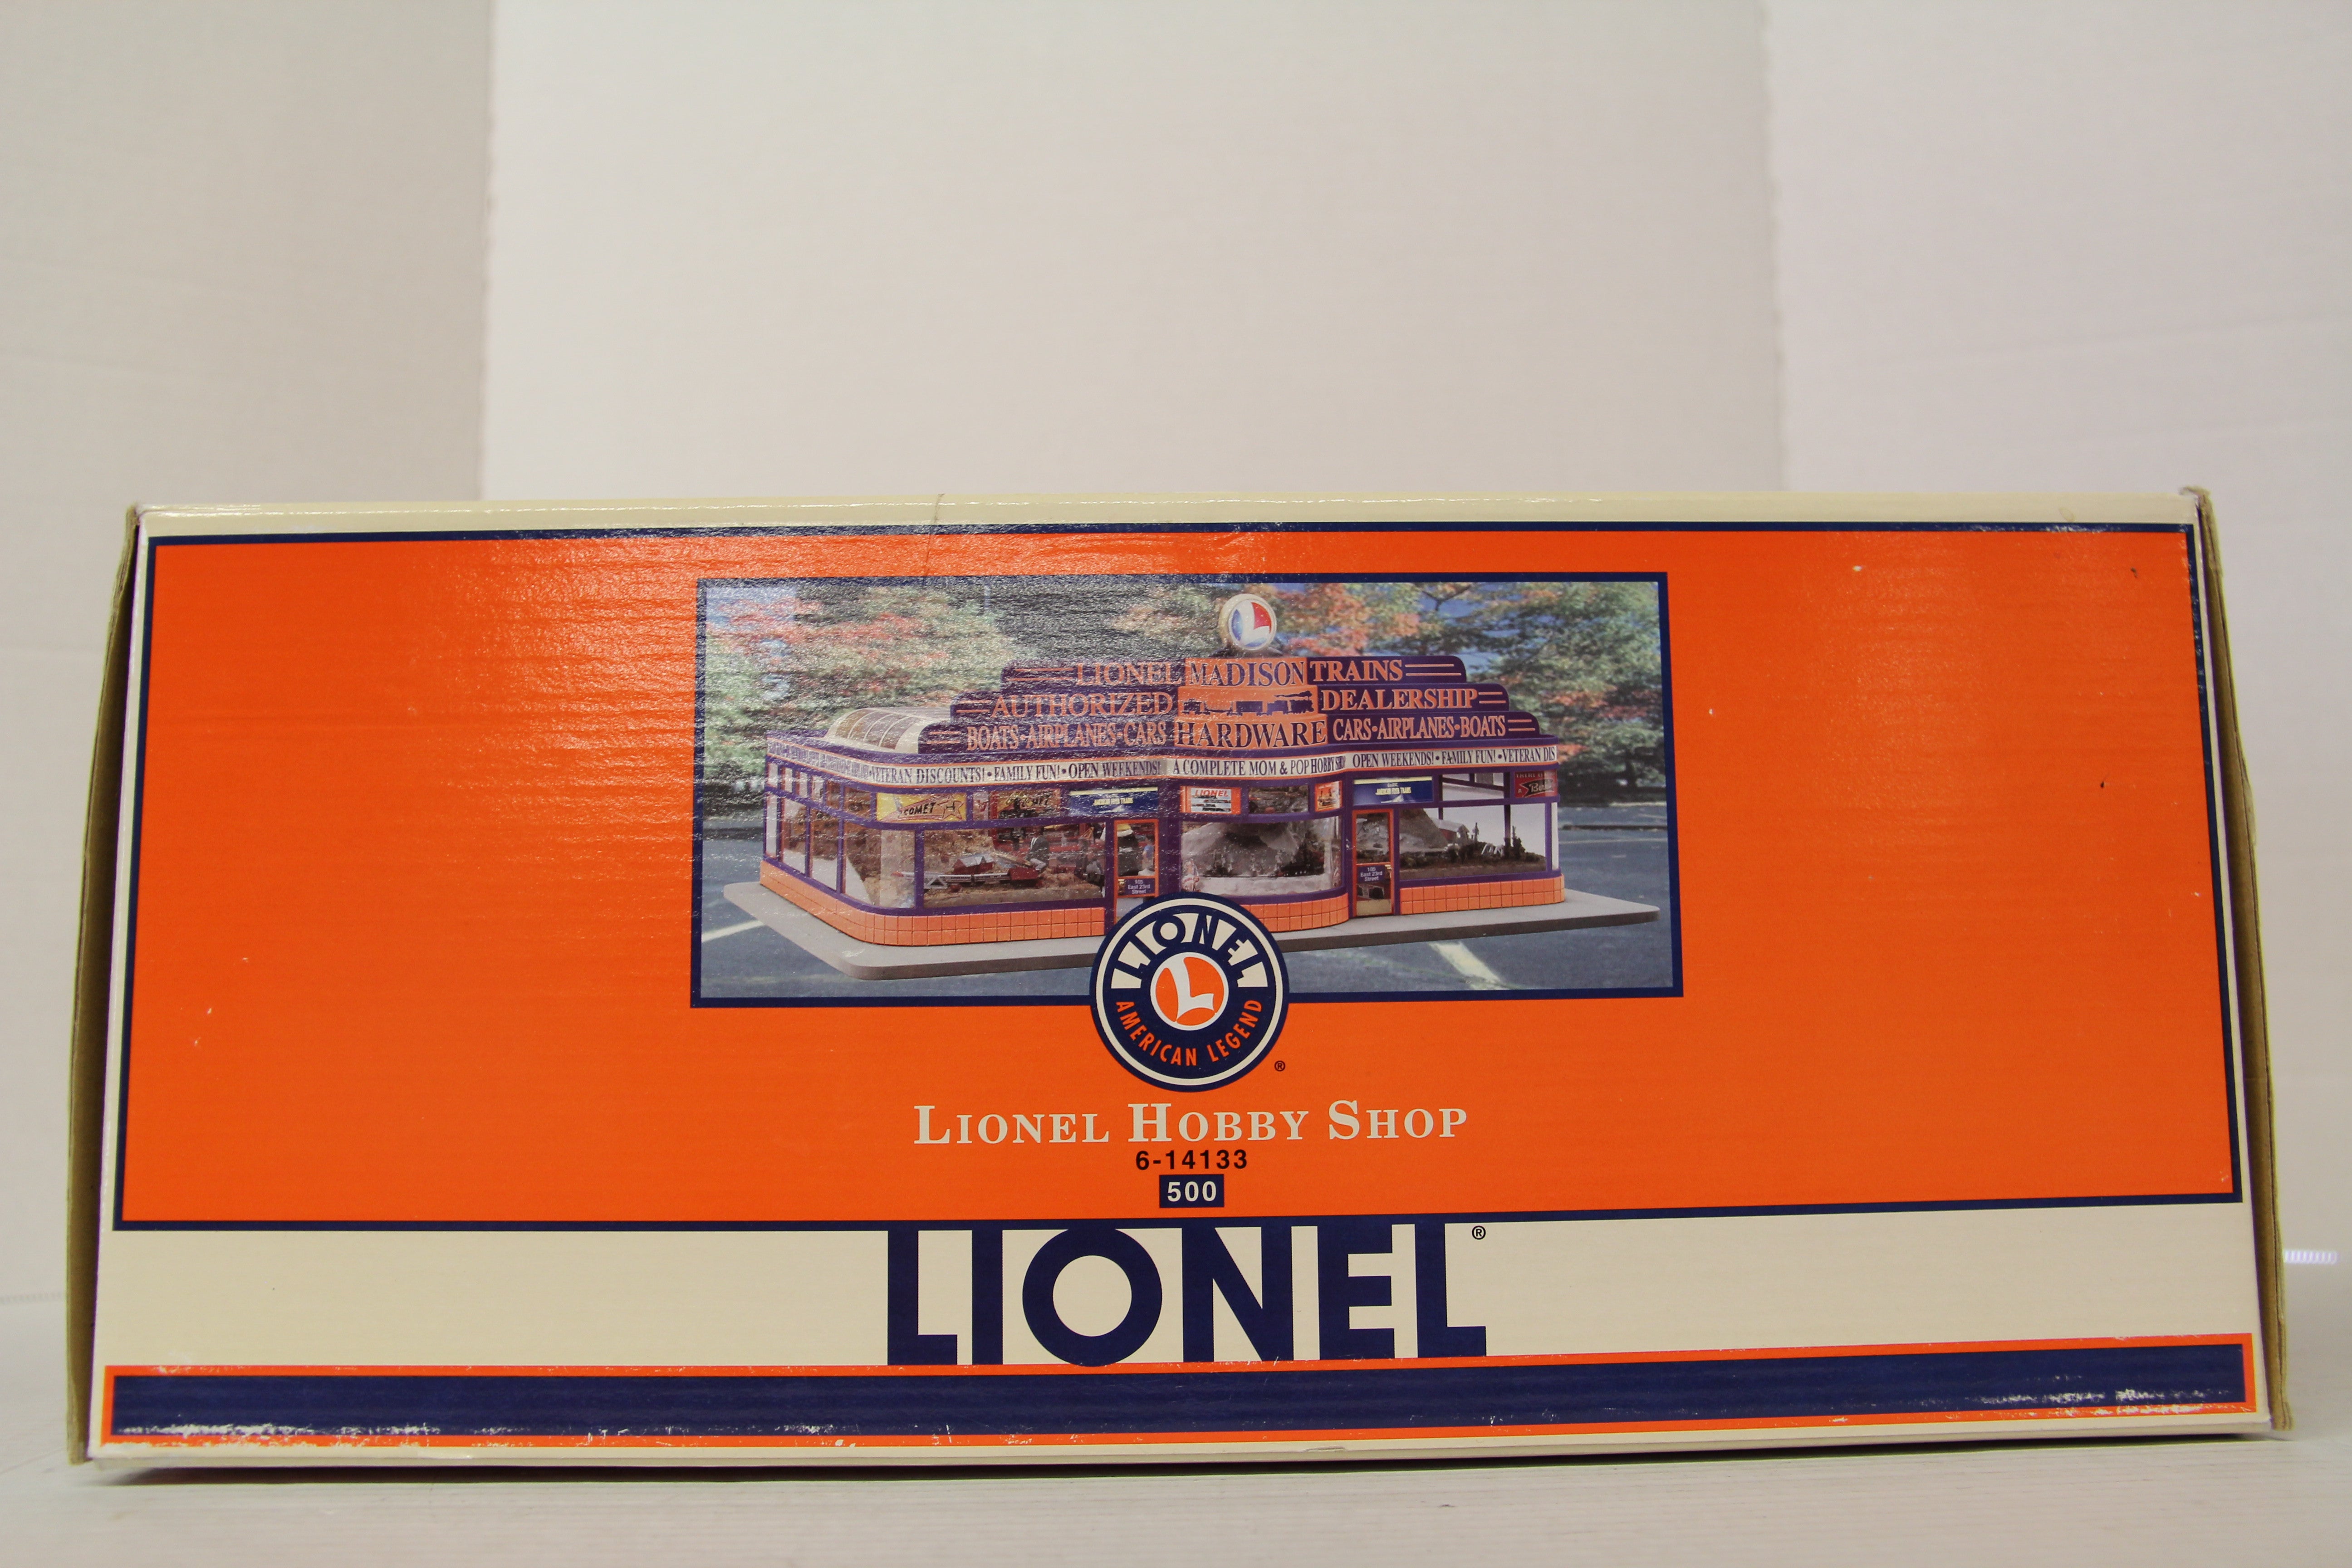 L
LIONEL MADISON TRAINS
AUTHORIZED DEALERSHIP
BOATS•AIRPLANES•CARS HARDWARE CARS•AIRPLANES•BOATS
VETERAN DISCOUNTS!•FAMILY FUN!•OPEN WEEKENDS! A COMPLETE MOM & POP HOBBY OPEN WEEKENDS!•FAMILY FUN!•VETERAN DIS
COMET
LIONEL
LIONEL
L
AMERICAN LEGEND
®
LIONEL HOBBY SHOP
6-14133
500
LIONEL®